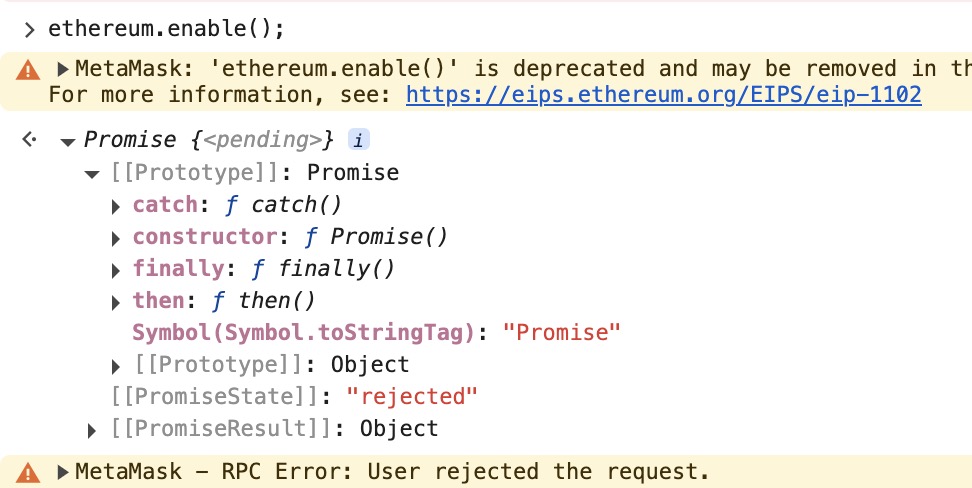 > ethereum.enable();
MetaMask: 'ethereum.enable()' is deprecated and may be removed in th
For more information, see: https://eips.ethereum.org/EIPS/eip-1102
Promise {<pending>} i
[[Prototype]]: Promise
catch: ƒ catch()
constructor: ƒ Promise()
finally: ƒ finally()
then: ƒ then()
Symbol(Symbol.toStringTag): "Promise"
[[Prototype]]: Object
[[PromiseState]]: "rejected"
[[PromiseResult]]: Object
MetaMask - RPC Error: User rejected the request.